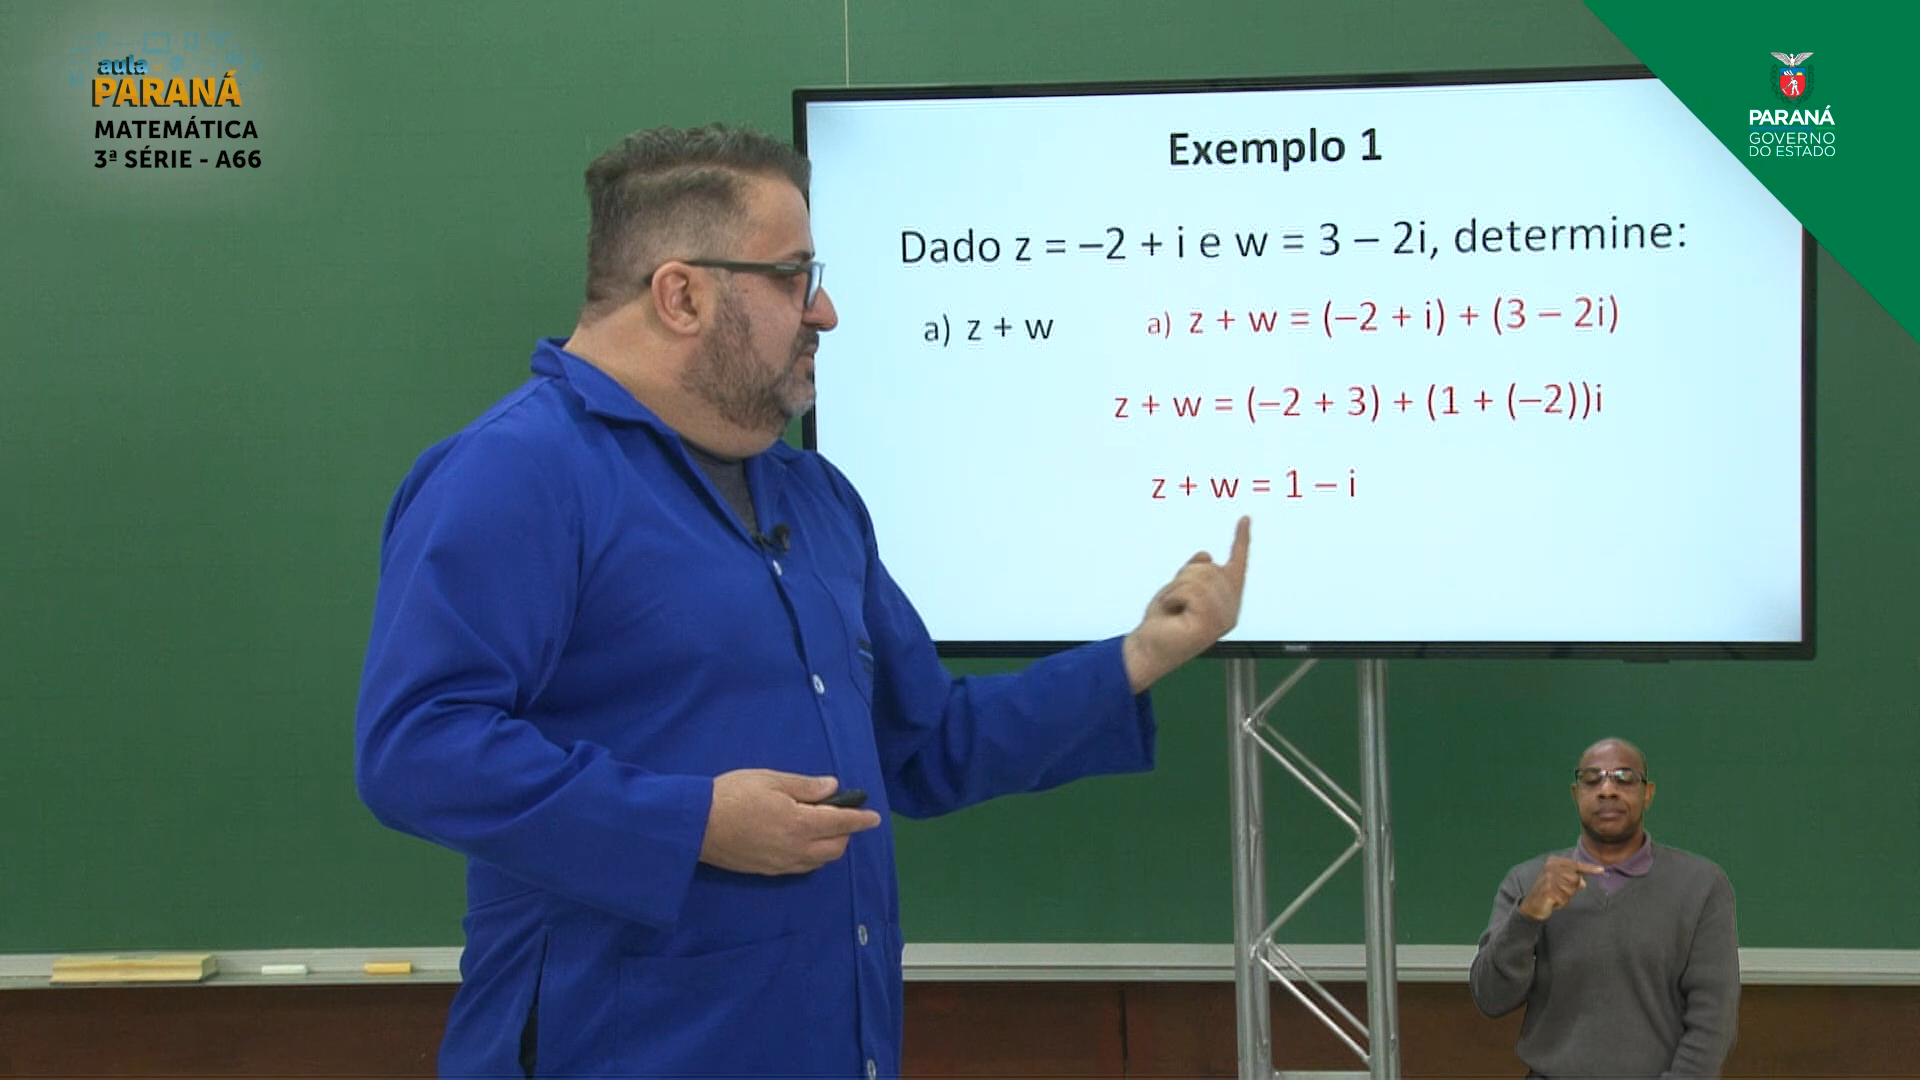 aula
PARANÁ
MATEMÁTICA
3ª SÉRIE - A66
PARANÁ
GOVERNO
DO ESTADO
Exemplo 1
Dado z = –2 + i e w = 3 – 2i, determine:
a) z + w
a) z + w = (–2 + i) + (3 – 2i)
z + w = (–2 + 3) + (1 + (–2))i
z + w = 1 – i